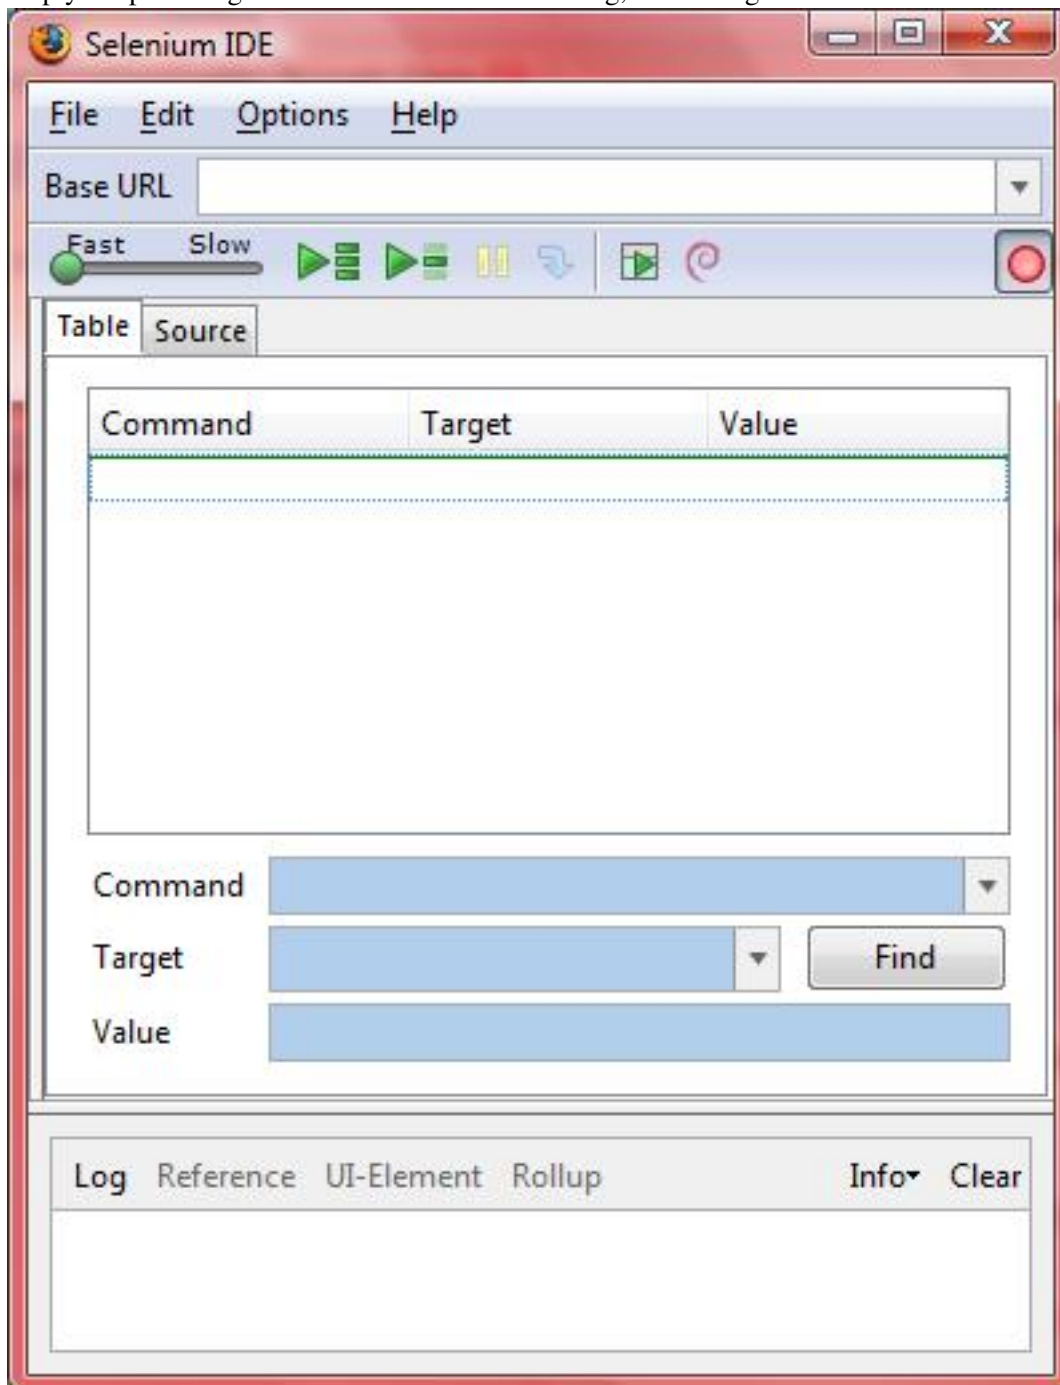 Selenium IDE
File Edit Options Help
Base URL
Fast Slow
Table Source
Command Target Value
Command
Target Find
Value
Log Reference UI-Element Rollup Info Clear